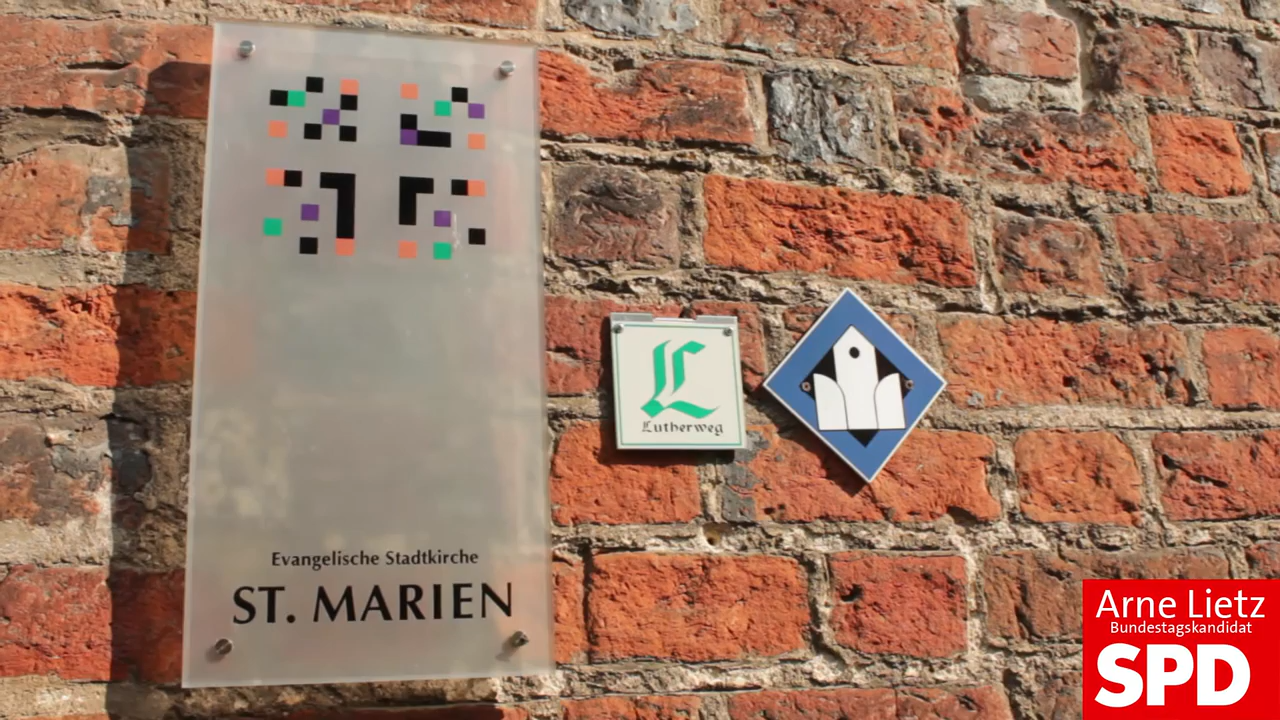 Evangelische Stadtkirche
ST. MARIEN
L
Lutherweg
Arne Lietz
Bundestagskandidat
SPD